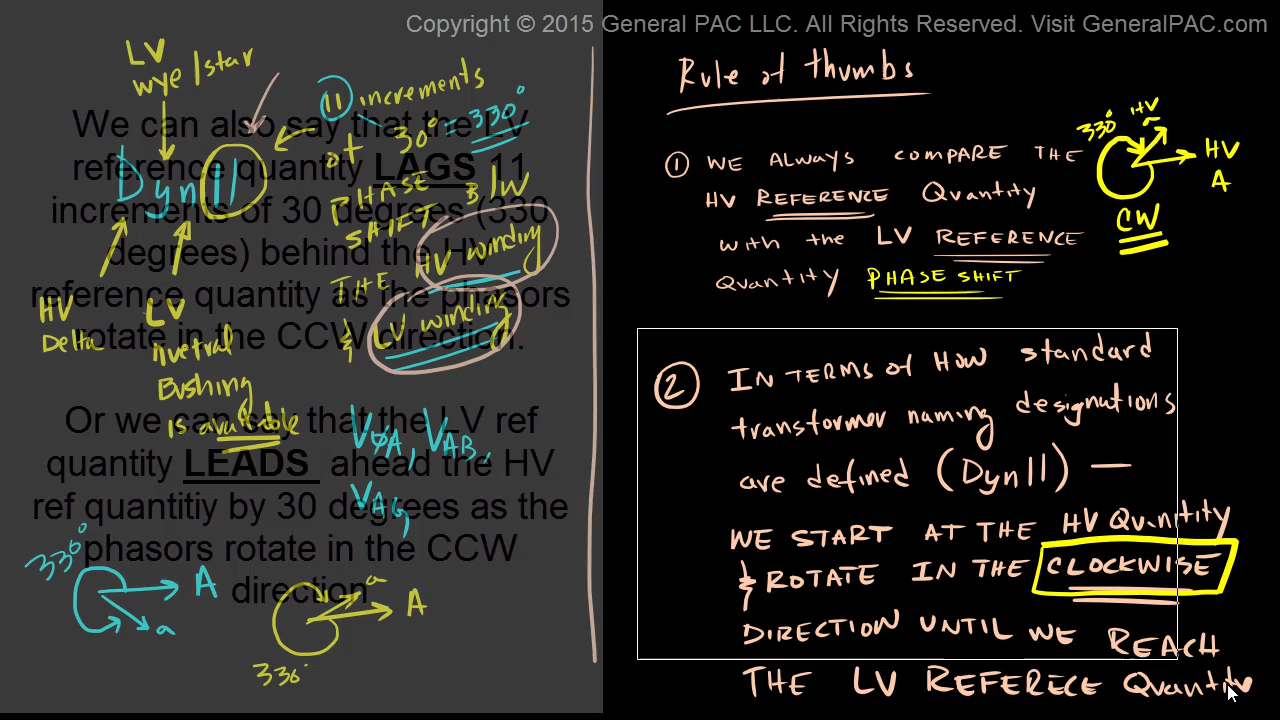 Copyright © 2015 General PAC LLC. All Rights Reserved. Visit GeneralPAC.com
LV
wye/star
11 increments
of 30° = 330°
PHASE
SHIFT B/W
THE HV winding
& LV winding
Dyn11
HV
Delta
LV
nuetral
Bushing
is available
We can also say that the LV
reference quantity LAGS 11
increments of 30 degrees (330
degrees) behind the HV
reference quantity as the phasors
rotate in the CCW direction.
Or we can say that the LV ref
quantity LEADS ahead the HV
ref quantitiy by 30 degrees as the
phasors rotate in the CCW
direction
VØA, VAB,
VAG
330°
A
a
a
A
330°
Rule of thumbs
① WE ALWAYS COMPARE THE
HV REFERENCE Quantity
with the LV REFERENCE
Quantity PHASE SHIFT
330°
HV
A
CW
② IN TERMS of HOW standard
transformer naming designations
are defined (Dyn11) —
WE START AT THE HV Quanitity
& ROTATE IN THE CLOCKWISE
DIRECTION UNTIL WE REACH
THE LV REFERECE Quantity